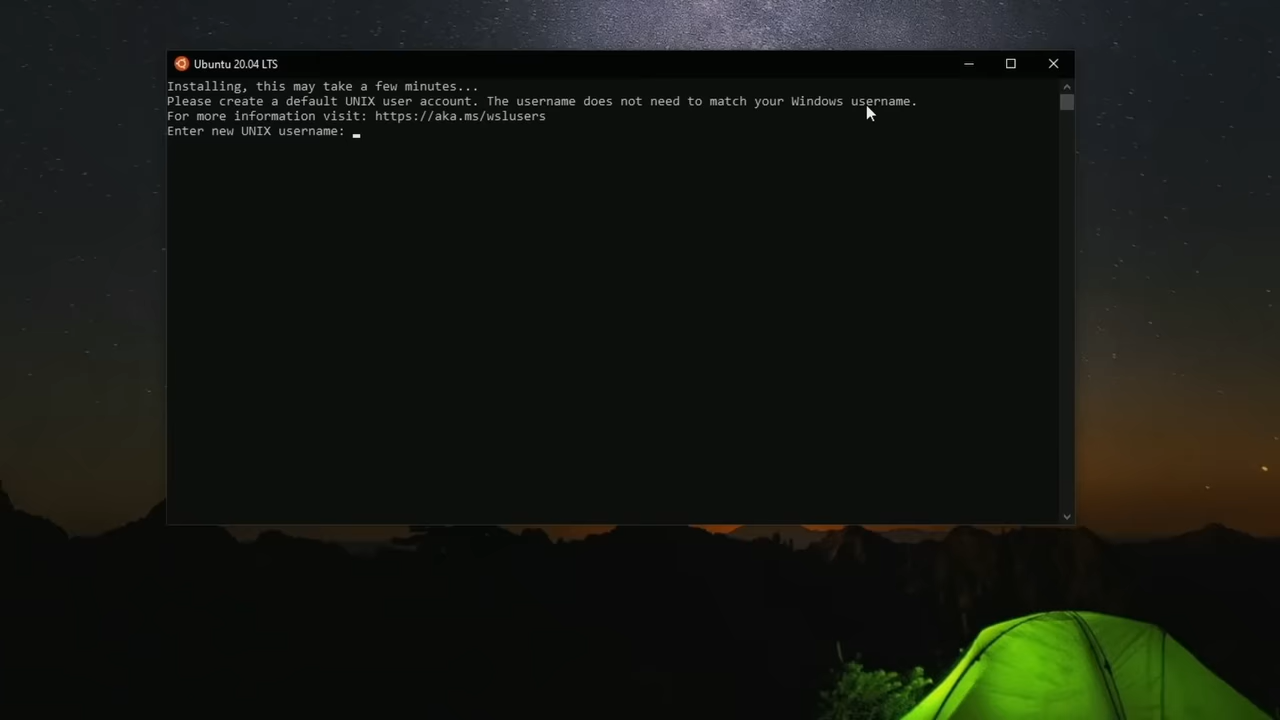 Ubuntu 20.04 LTS
Installing, this may take a few minutes...
Please create a default UNIX user account. The username does not need to match your Windows username.
For more information visit: https://aka.ms/wslusers
Enter new UNIX username: